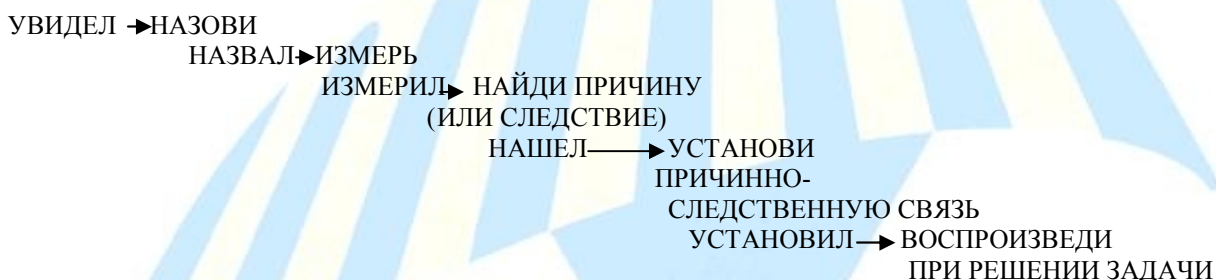 УВИДЕЛ → НАЗОВИ
НАЗВАЛ → ИЗМЕРЬ
ИЗМЕРИЛ → НАЙДИ ПРИЧИНУ
(ИЛИ СЛЕДСТВИЕ)
НАШЕЛ → УСТАНОВИ
ПРИЧИННО-
СЛЕДСТВЕННУЮ СВЯЗЬ
УСТАНОВИЛ → ВОСПРОИЗВЕДИ
ПРИ РЕШЕНИИ ЗАДАЧИ